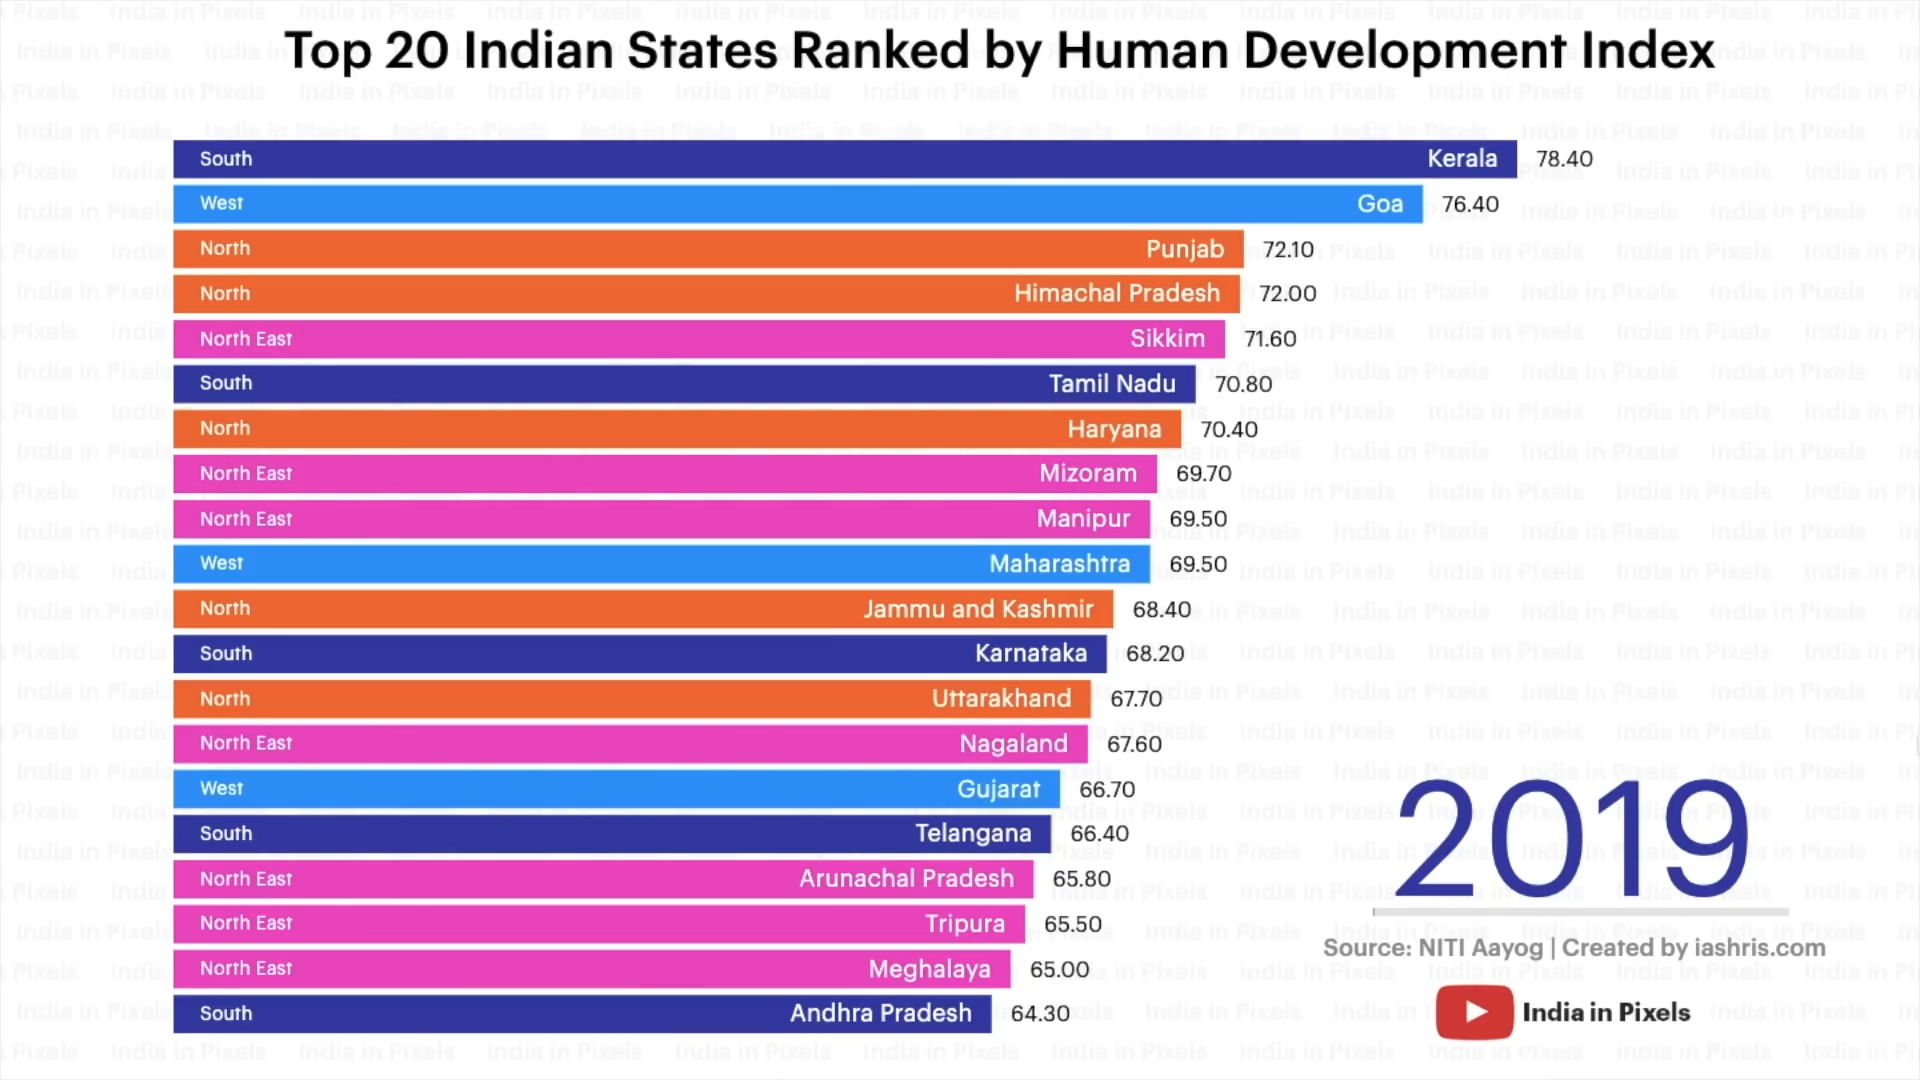 Top 20 Indian States Ranked by Human Development Index
South Kerala 78.40
West Goa 76.40
North Punjab 72.10
North Himachal Pradesh 72.00
North East Sikkim 71.60
South Tamil Nadu 70.80
North Haryana 70.40
North East Mizoram 69.70
North East Manipur 69.50
West Maharashtra 69.50
North Jammu and Kashmir 68.40
South Karnataka 68.20
North Uttarakhand 67.70
North East Nagaland 67.60
West Gujarat 66.70
South Telangana 66.40
North East Arunachal Pradesh 65.80
North East Tripura 65.50
North East Meghalaya 65.00
South Andhra Pradesh 64.30
2019
Source: NITI Aayog | Created by iashris.com
India in Pixels